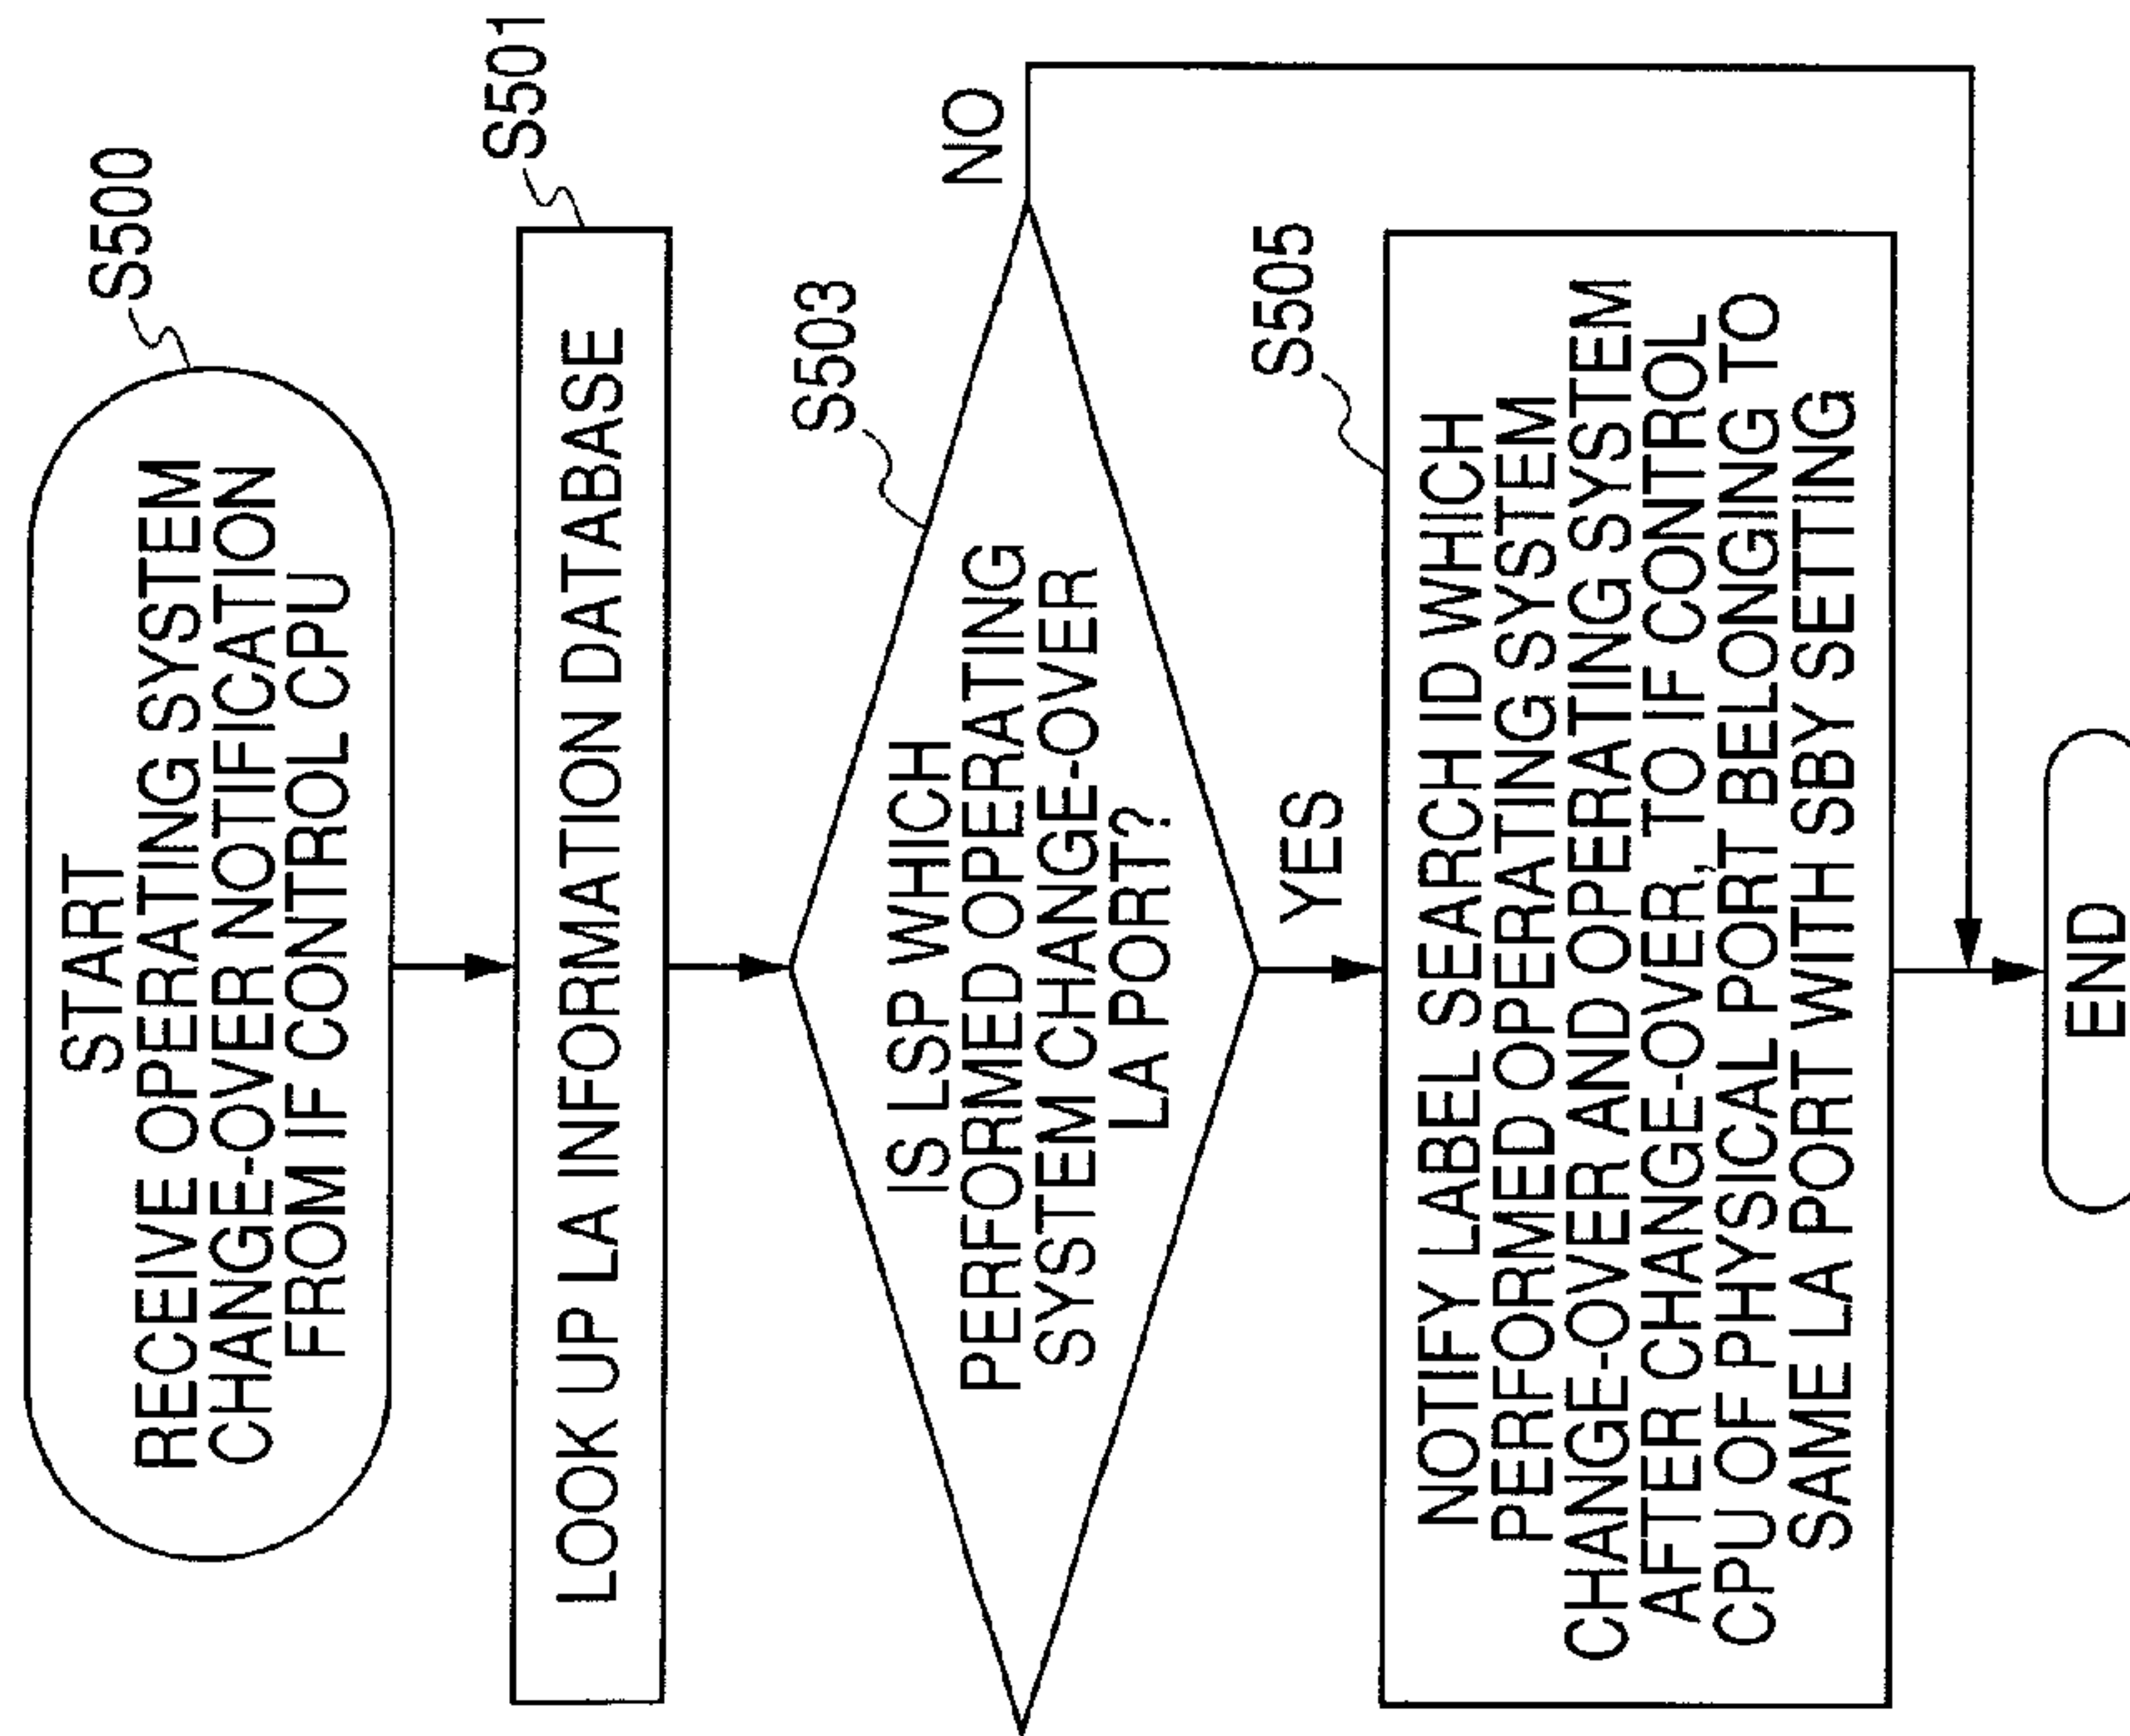 START
RECEIVE OPERATING SYSTEM
CHANGE-OVER NOTIFICATION
FROM IF CONTROL CPU
S500
LOOK UP LA INFORMATION DATABASE
S501
IS LSP WHICH
PERFORMED OPERATING
SYSTEM CHANGE-OVER
LA PORT?
S503
NO
YES
NOTIFY LABEL SEARCH ID WHICH
PERFORMED OPERATING SYSTEM
CHANGE-OVER AND OPERATING SYSTEM
AFTER CHANGE-OVER, TO IF CONTROL
CPU OF PHYSICAL PORT BELONGING TO
SAME LA PORT WITH SBY SETTING
S505
END